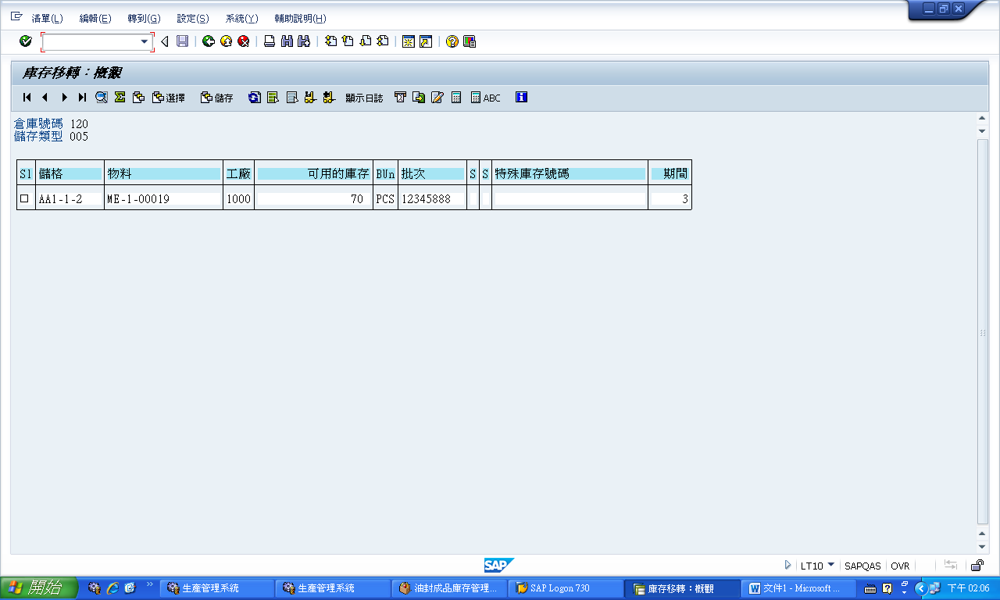 清單(L) 編輯(E) 轉到(G) 設定(S) 系統(Y) 輔助說明(H)
庫存移轉：概觀
選擇 儲存 顯示日誌 ABC
倉庫號碼 120
儲存類型 005
Sl 儲格 物料 工廠 可用的庫存 BUn 批次 S S 特殊庫存號碼 期間
AA1-1-2 ME-1-00019 1000 70 PCS 12345888 3
SAP LT10 SAPQAS OVR
開始 生產管理系統 生產管理系統 油封成品庫存管理... SAP Logon 730 庫存移轉：概觀 文件1 - Microsoft ... 下午 02:06